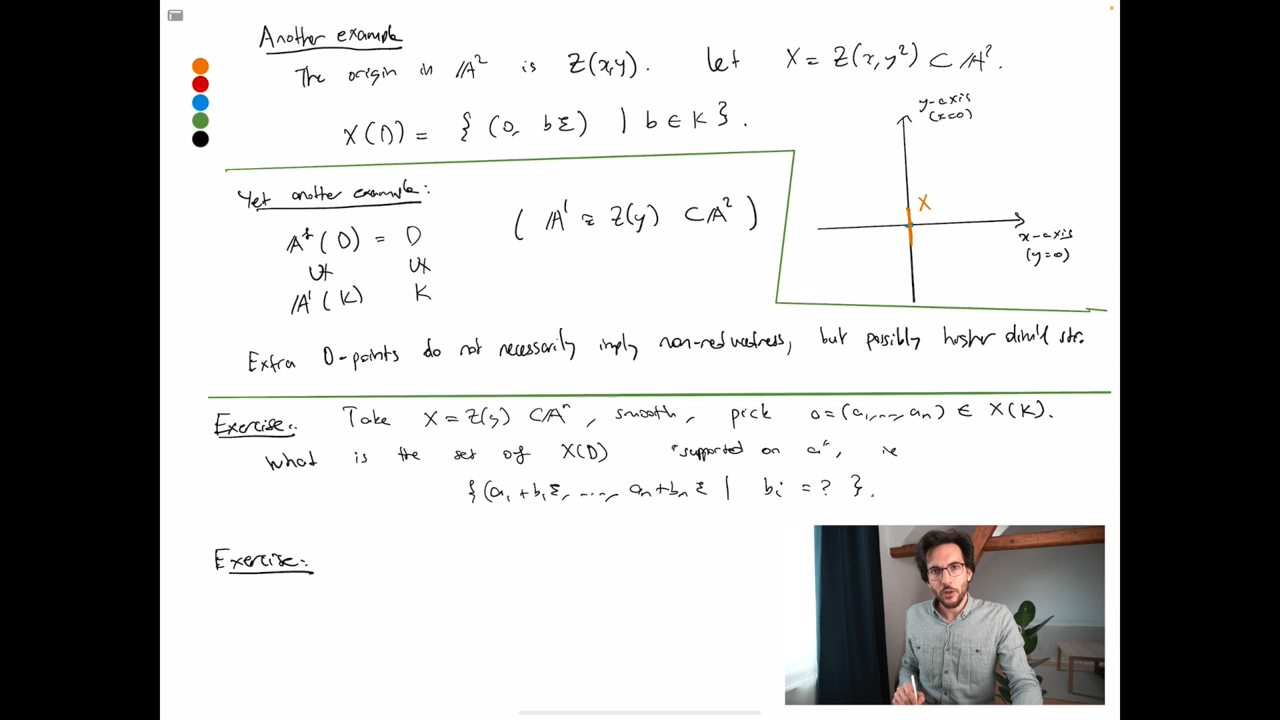 Another example
The origin in 𝔸² is Z(x,y). Let X = Z(x, y²) ⊂ 𝔸².
X(D) = { (0, bε) | b ∈ K }.
y-axis
(x=0)
X
x-axis
(y=0)
Yet another example:
𝔸¹(D) = D
∪∤ ∪∤
𝔸¹(K) K
( 𝔸¹ ≅ Z(y) ⊂ 𝔸² )
Extra D-points do not necessarily imply non-reducedness, but possibly higher dim'l str.
Exercise: Take X = Z(g) ⊂ 𝔸ⁿ, smooth, pick a = (a₁, ..., aₙ) ∈ X(K).
What is the set of X(D) "supported on a", ie
{(a₁ + b₁ε, ...., aₙ + bₙε | bᵢ = ? }.
Exercise: